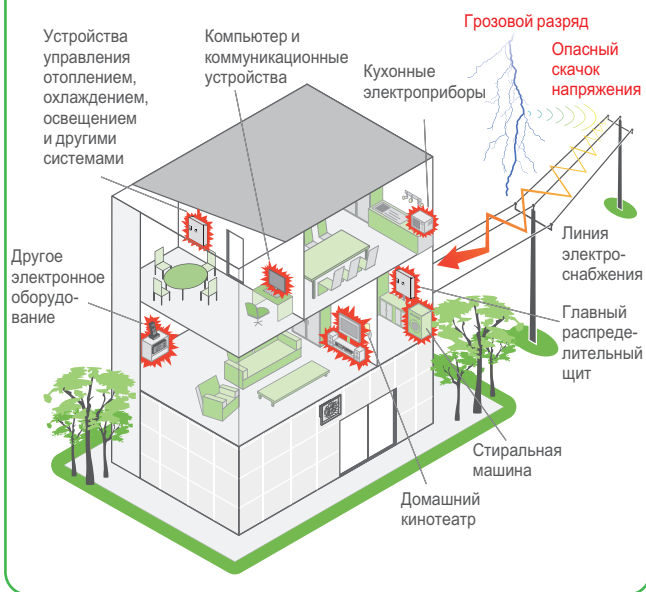 Устройства
управления
отоплением,
охлаждением,
освещением
и другими
системами
Компьютер и
коммуникационные
устройства
Кухонные
электроприборы
Грозовой разряд
Опасный
скачок
напряжения
Другое
электронное
оборудо-
вание
Линия
электро-
снабжения
Главный
распреде-
лительный
щит
Стиральная
машина
Домашний
кинотеатр